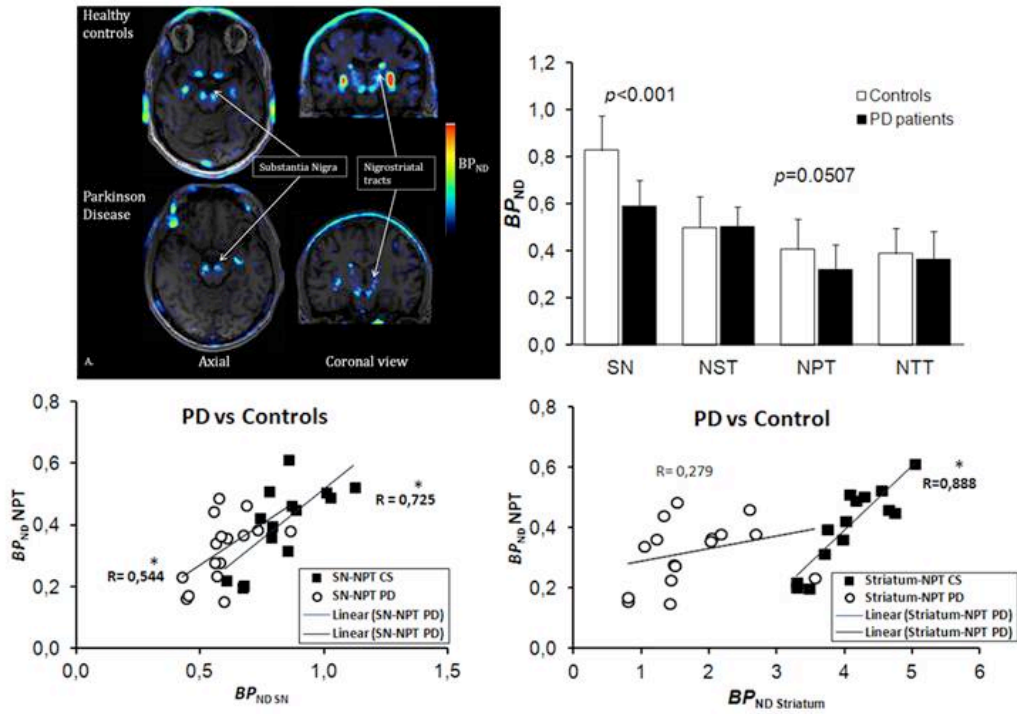 Healthy
controls
Substantia Nigra
Nigrostriatal
tracts
BP_ND
Parkinson
Disease
A.
Axial
Coronal view
1,2
1,0
0,8
0,6
0,4
0,2
0,0
BP_ND
p<0.001
p=0.0507
Controls
PD patients
SN
NST
NPT
NTT
PD vs Controls
0,8
0,6
0,4
0,2
0,0
BP_ND NPT
*
R = 0,725
*
R= 0,544
SN-NPT CS
SN-NPT PD
Linear (SN-NPT PD)
Linear (SN-NPT PD)
0,0
0,5
1,0
1,5
BP_ND SN
PD vs Control
0,8
0,6
0,4
0,2
0,0
BP_ND NPT
R= 0,279
*
R=0,888
Striatum-NPT CS
Striatum-NPT PD
Linear (Striatum-NPT PD)
Linear (Striatum-NPT PD)
0
1
2
3
4
5
6
BP_ND Striatum